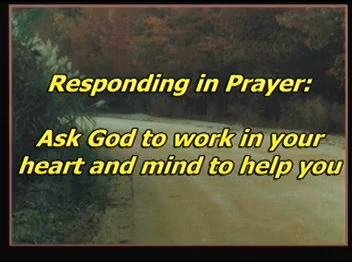 Responding in Prayer:
Ask God to work in your
heart and mind to help you